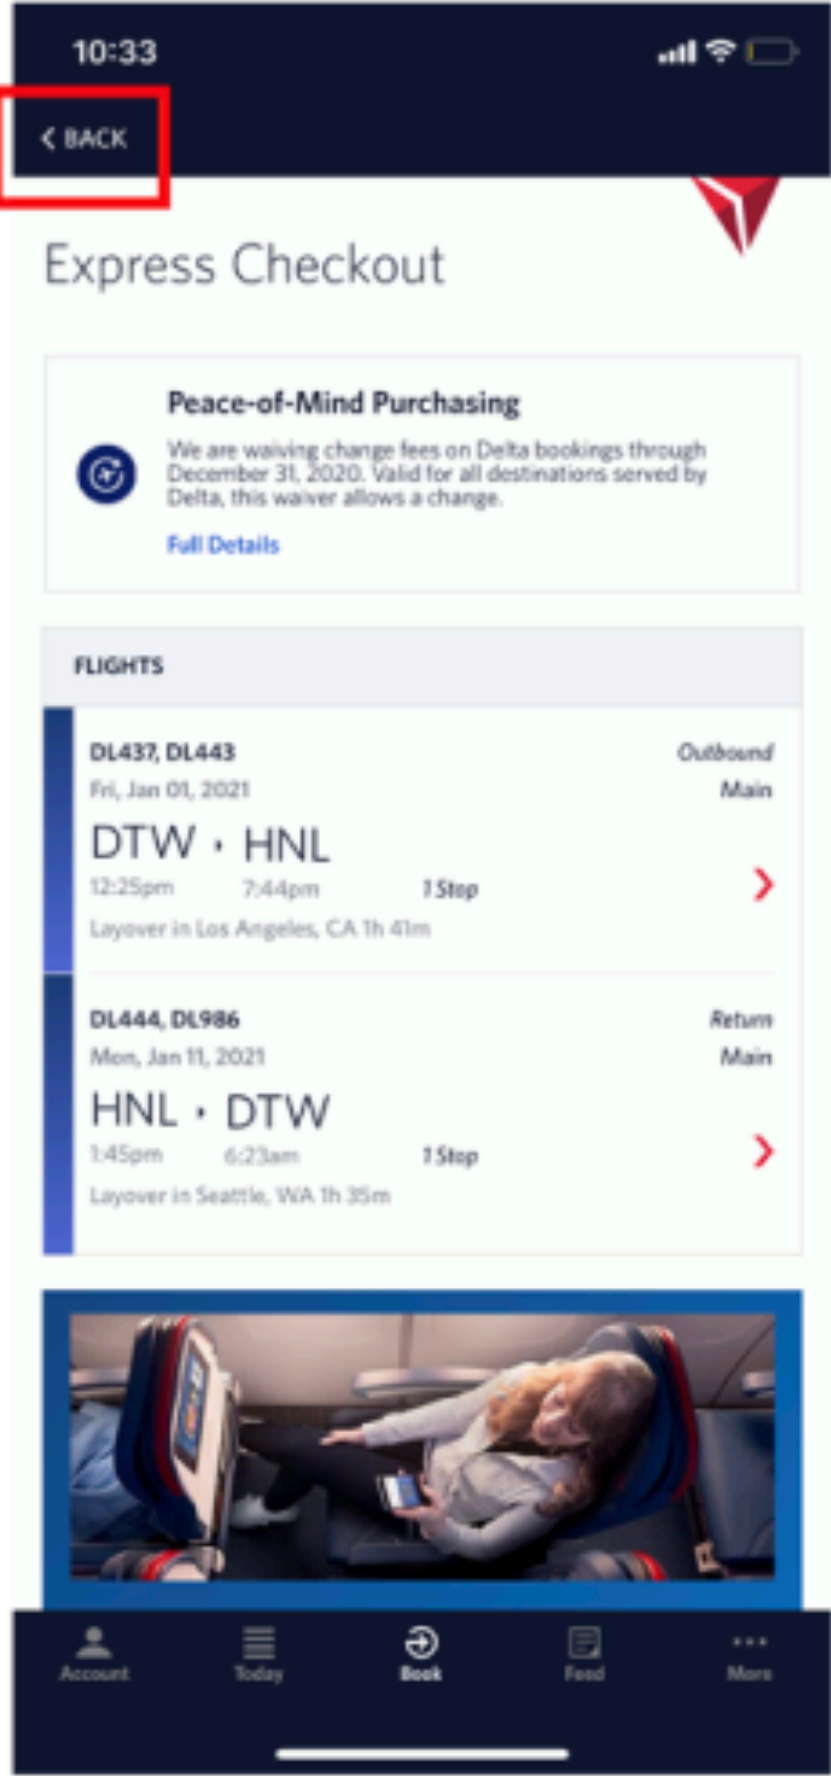 10:33
BACK
Express Checkout
Peace-of-Mind Purchasing
We are waiving change fees on Delta bookings through
December 31, 2020. Valid for all destinations served by
Delta, this waiver allows a change.
Full Details
FLIGHTS
DL437, DL443 Outbound
Fri, Jan 01, 2021 Main
DTW HNL
12:25pm 7:44pm 1 Stop
Layover in Los Angeles, CA 1h 41m
DL444, DL986 Return
Mon, Jan 11, 2021 Main
HNL DTW
1:45pm 6:23am 1 Stop
Layover in Seattle, WA 1h 35m
Account Today Book Feed More